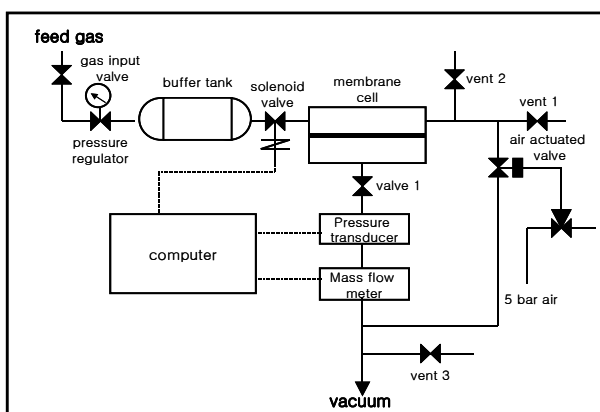 feed gas
gas input
valve
pressure
regulator
buffer tank
solenoid
valve
membrane
cell
vent 2
vent 1
air actuated
valve
valve 1
Pressure
transducer
computer
Mass flow
meter
5 bar air
vent 3
vacuum